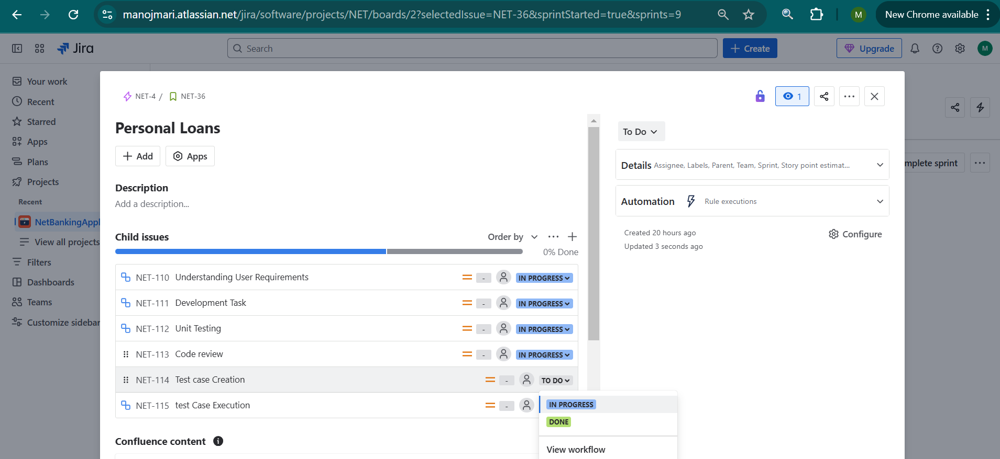 manojmari.atlassian.net/jira/software/projects/NET/boards/2?selectedIssue=NET-36&sprintStarted=true&sprints=9
M
New Chrome available
Jira
Search
Create
Upgrade
M
Your work
Recent
Starred
Apps
Plans
Projects
Recent
NetBankingAppl
View all projects
Filters
Dashboards
Teams
Customize sidebar
mplete sprint
NET-4 / NET-36
1
Personal Loans
Add
Apps
Description
Add a description...
Child issues
Order by
0% Done
NET-110 Understanding User Requirements - IN PROGRESS
NET-111 Development Task - IN PROGRESS
NET-112 Unit Testing - IN PROGRESS
NET-113 Code review - IN PROGRESS
NET-114 Test case Creation - TO DO
NET-115 test Case Execution -
IN PROGRESS
DONE
View workflow
Confluence content
To Do
Details Assignee, Labels, Parent, Team, Sprint, Story point estimat...
Automation Rule executions
Created 20 hours ago
Updated 3 seconds ago
Configure